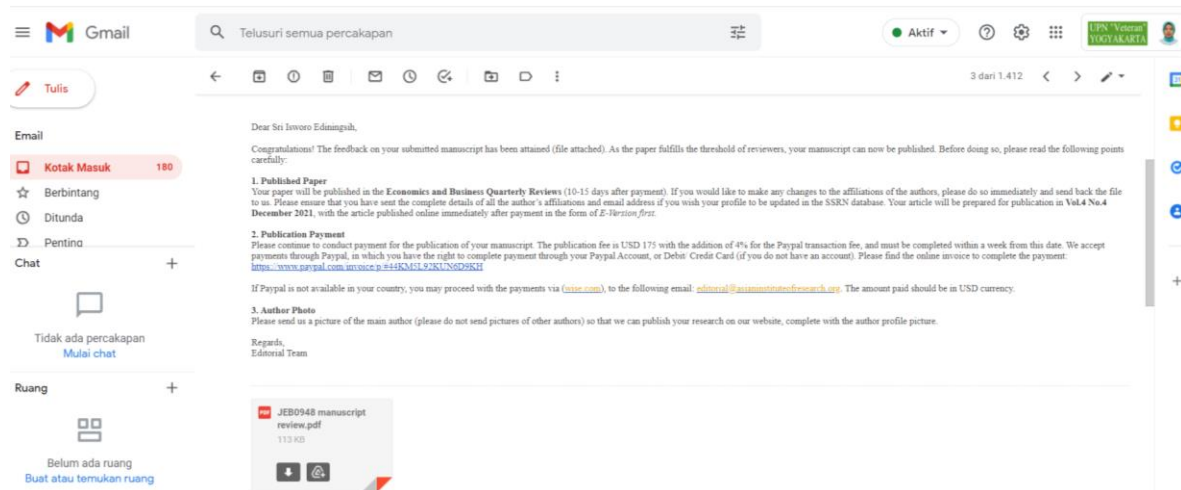 Gmail
Telusuri semua percakapan
Aktif
UPN "Veteran"
YOGYAKARTA
Tulis
3 dari 1.412
Email
Kotak Masuk 180
Berbintang
Ditunda
Penting
Chat
Tidak ada percakapan
Mulai chat
Ruang
Belum ada ruang
Buat atau temukan ruang
Dear Sri Isworo Ediningsih,
Congratulations! The feedback on your submitted manuscript has been attained (file attached). As the paper fulfills the threshold of reviewers, your manuscript can now be published. Before doing so, please read the following points
carefully:
1. Published Paper
Your paper will be published in the Economics and Business Quarterly Reviews (10-15 days after payment). If you would like to make any changes to the affiliations of the authors, please do so immediately and send back the file
to us. Please ensure that you have sent the complete details of all the author's affiliations and email address if you wish your profile to be updated in the SSRN database. Your article will be prepared for publication in Vol.4 No.4
December 2021, with the article published online immediately after payment in the form of E-Version first.
2. Publication Payment
Please continue to conduct payment for the publication of your manuscript. The publication fee is USD 175 with the addition of 4% for the Paypal transaction fee, and must be completed within a week from this date. We accept
payments through Paypal, in which you have the right to complete payment through your Paypal Account, or Debit/ Credit Card (if you do not have an account). Please find the online invoice to complete the payment:
https://www.paypal.com/invoice/p/#44KM5L92KUN6D9KH
If Paypal is not available in your country, you may proceed with the payments via (wise.com), to the following email: editorial@asianinstituteofresearch.org. The amount paid should be in USD currency.
3. Author Photo
Please send us a picture of the main author (please do not send pictures of other authors) so that we can publish your research on our website, complete with the author profile picture.
Regards,
Editorial Team
PDF JEB0948 manuscript
review.pdf
113 KB